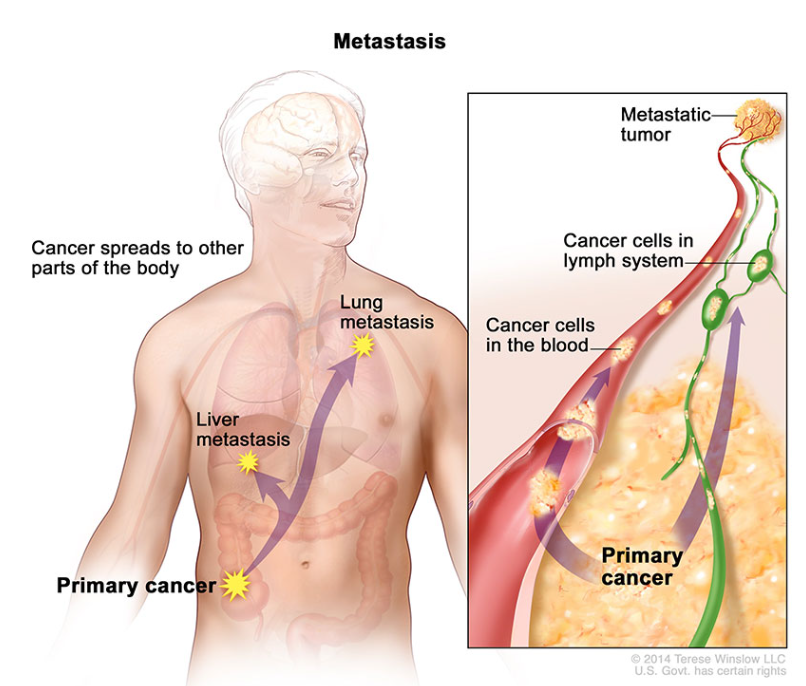 Metastasis
Cancer spreads to other
parts of the body
Lung
metastasis
Liver
metastasis
Primary cancer
Metastatic
tumor
Cancer cells in
lymph system
Cancer cells
in the blood
Primary
cancer
© 2014 Terese Winslow LLC
U.S. Govt. has certain rights